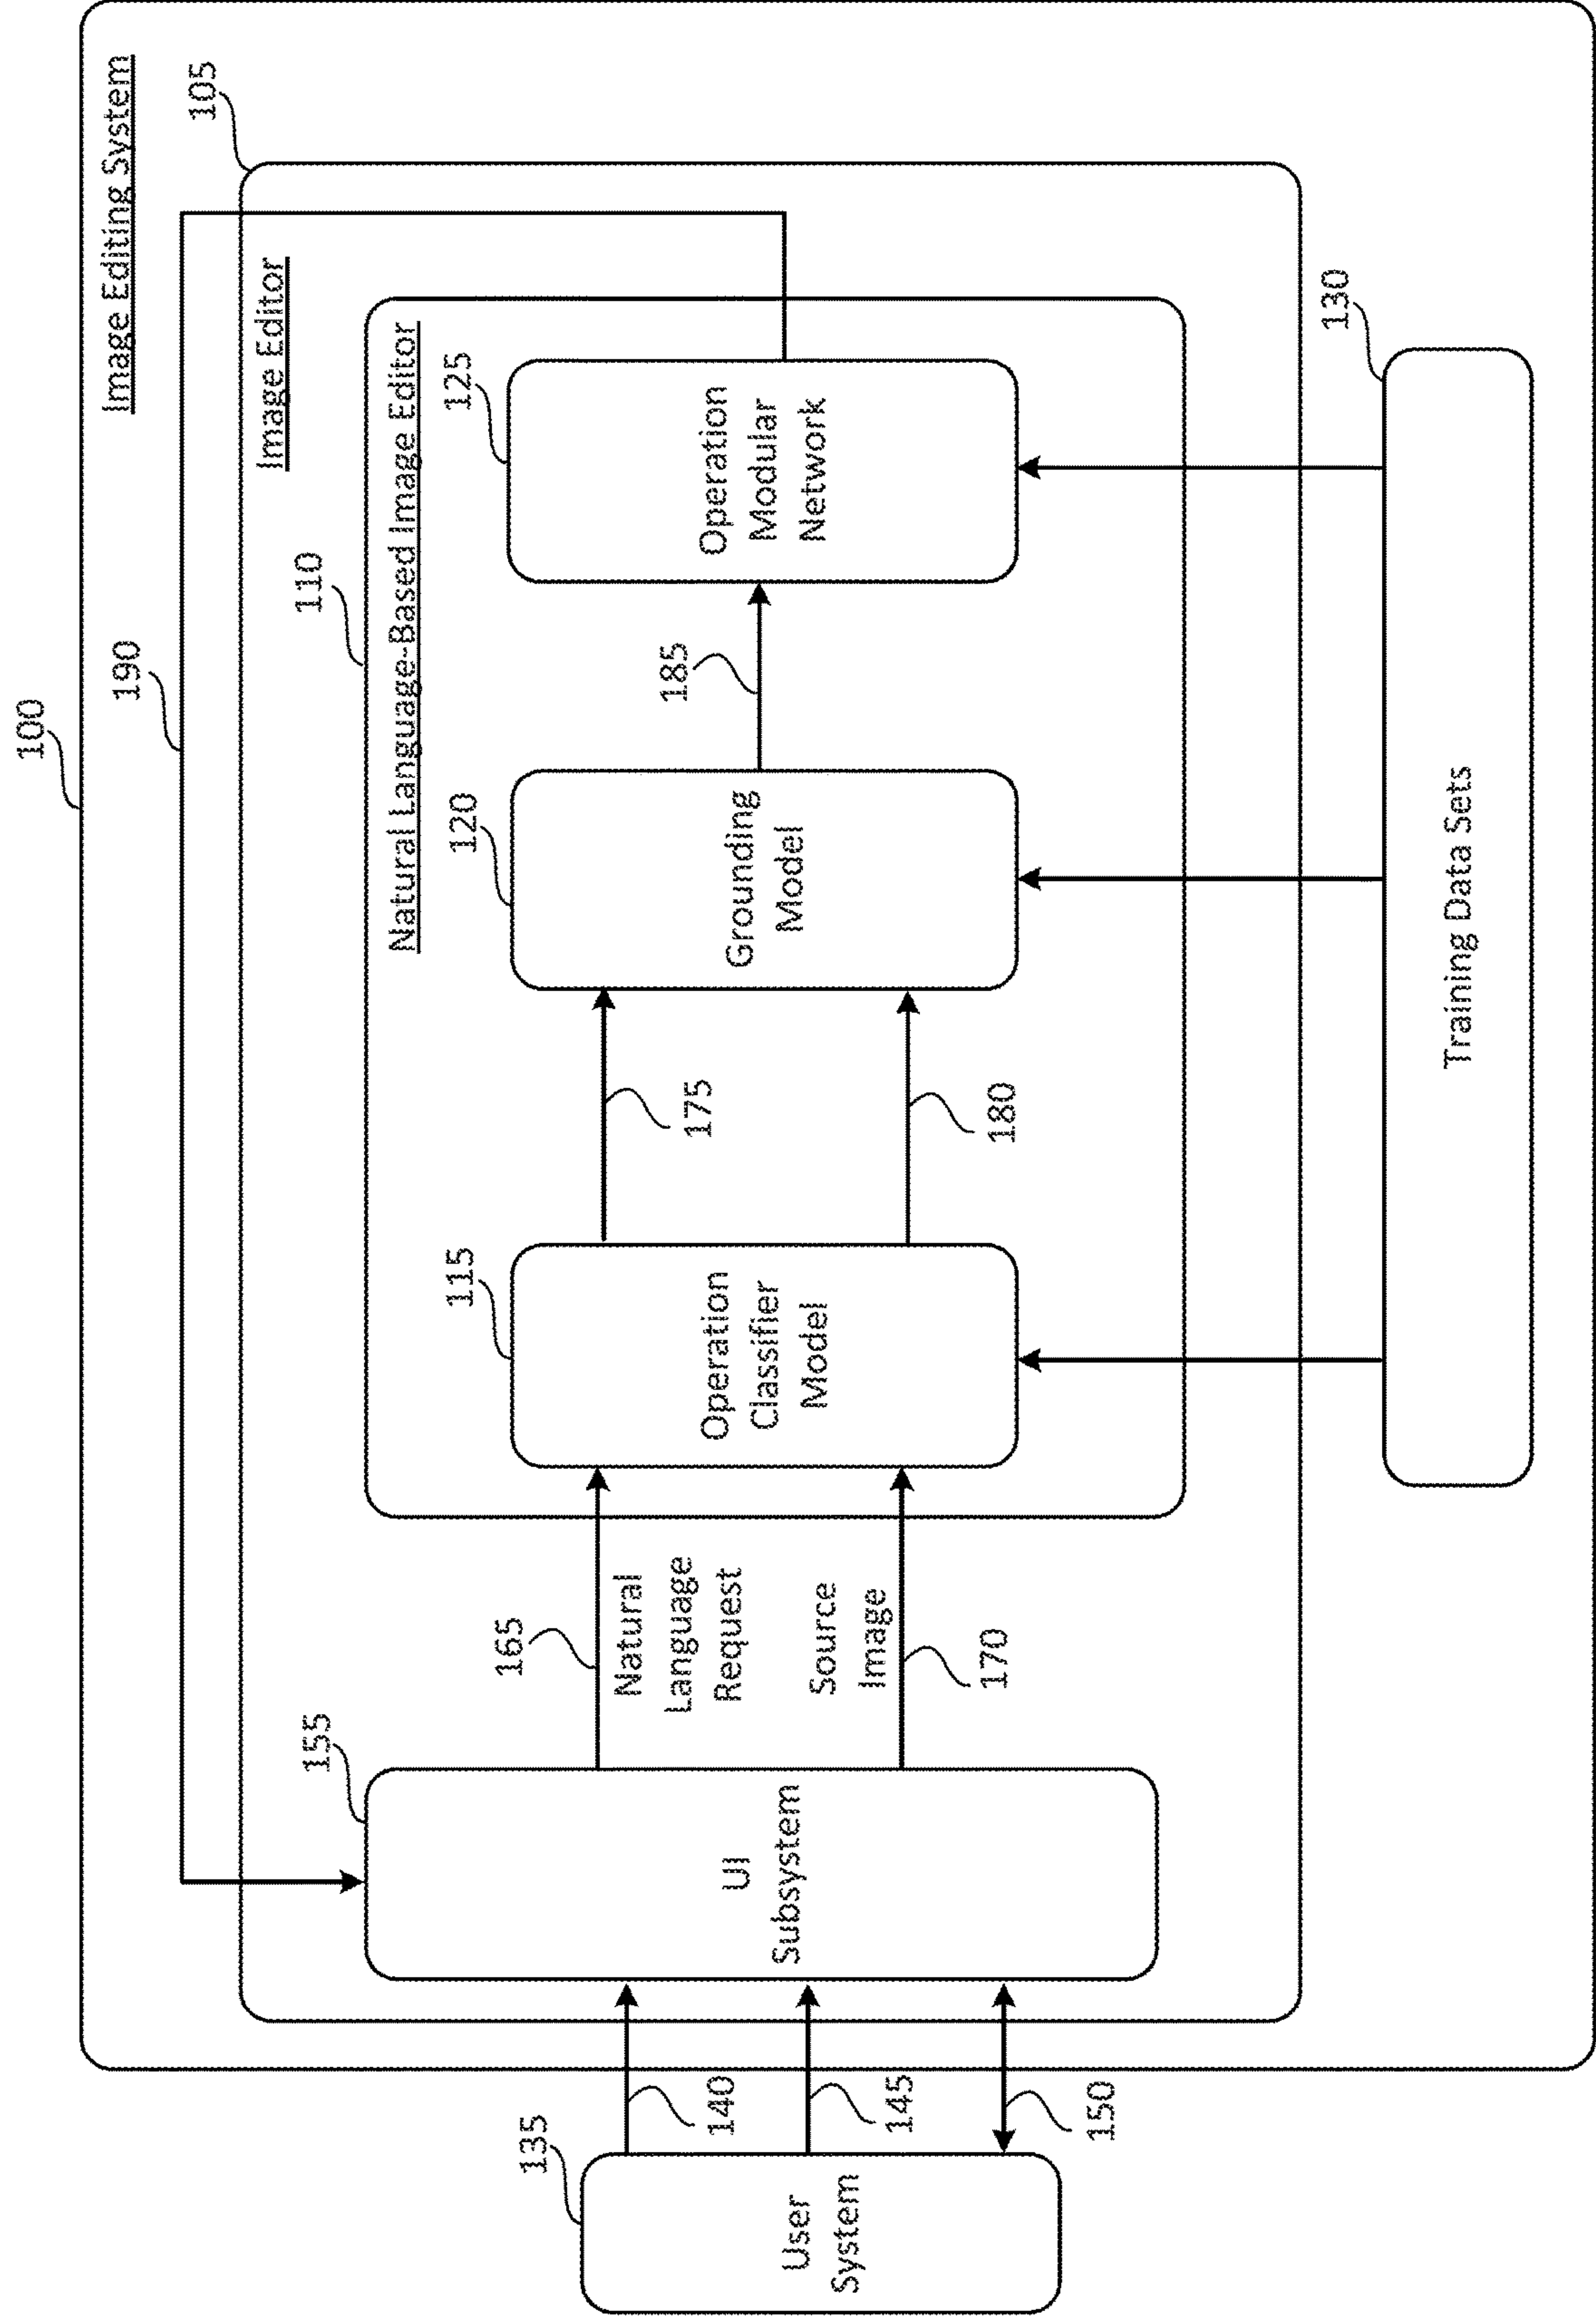 100
Image Editing System
190
105
Image Editor
110
Natural Language-Based Image Editor
155
UI
Subsystem
165
Natural
Language
Request
Source
Image
170
115
Operation
Classifier
Model
175
180
120
Grounding
Model
185
125
Operation
Modular
Network
135
User
System
140
145
150
130
Training Data Sets